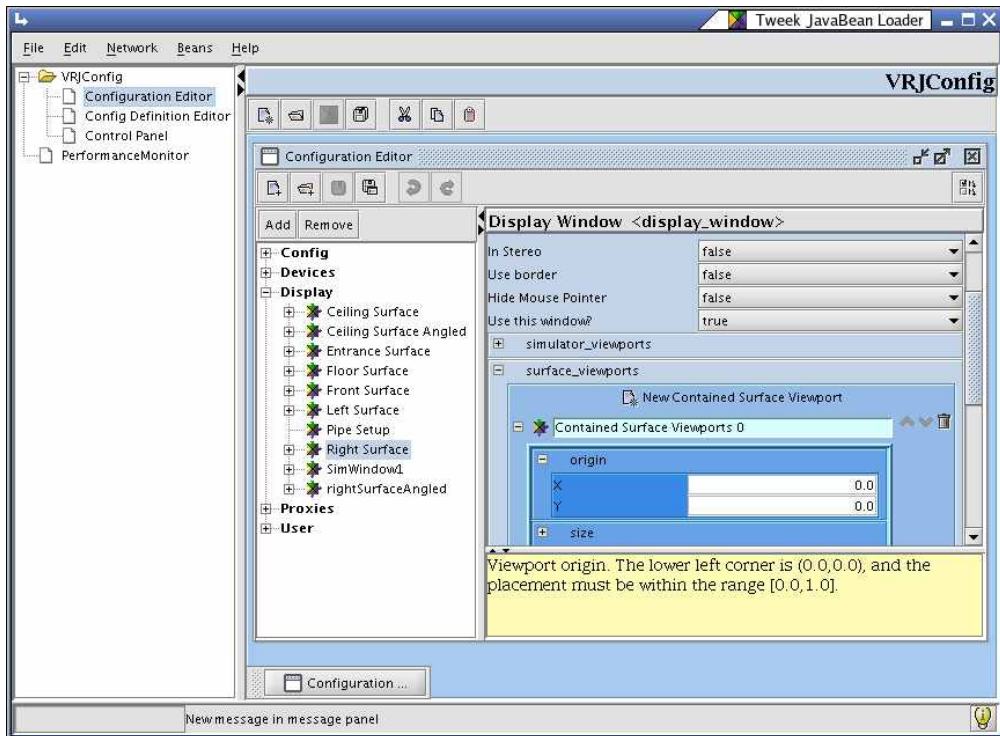 Tweek JavaBean Loader
File Edit Network Beans Help
VRJConfig
Configuration Editor
Config Definition Editor
Control Panel
PerformanceMonitor
VRJConfig
Configuration Editor
Add Remove
Config
Devices
Display
Ceiling Surface
Ceiling Surface Angled
Entrance Surface
Floor Surface
Front Surface
Left Surface
Pipe Setup
Right Surface
SimWindow1
rightSurfaceAngled
Proxies
User
Display Window <display_window>
In Stereo false
Use border false
Hide Mouse Pointer false
Use this window? true
simulator_viewports
surface_viewports
New Contained Surface Viewport
Contained Surface Viewports 0
origin
X 0.0
Y 0.0
size
Viewport origin. The lower left corner is (0.0,0.0), and the
placement must be within the range [0.0,1.0].
Configuration ...
New message in message panel